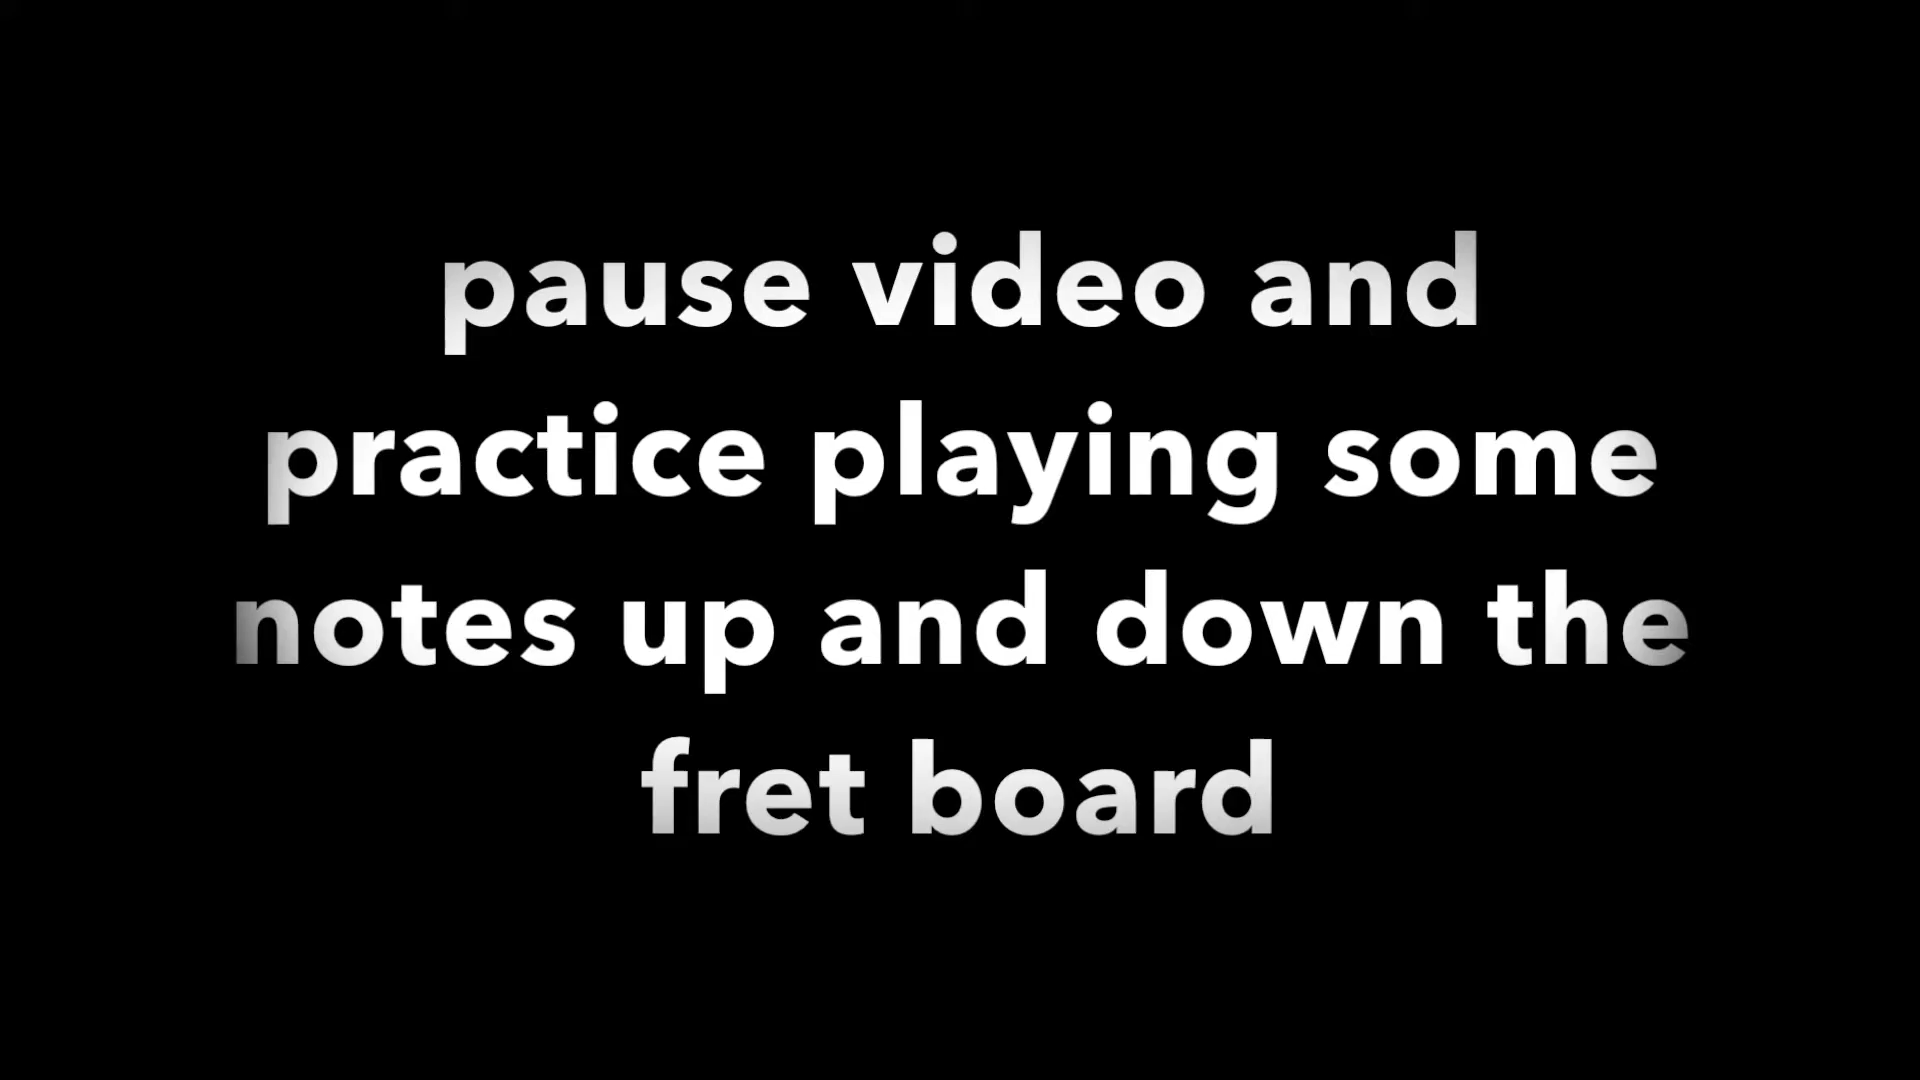 pause video and
practice playing some
notes up and down the
fret board